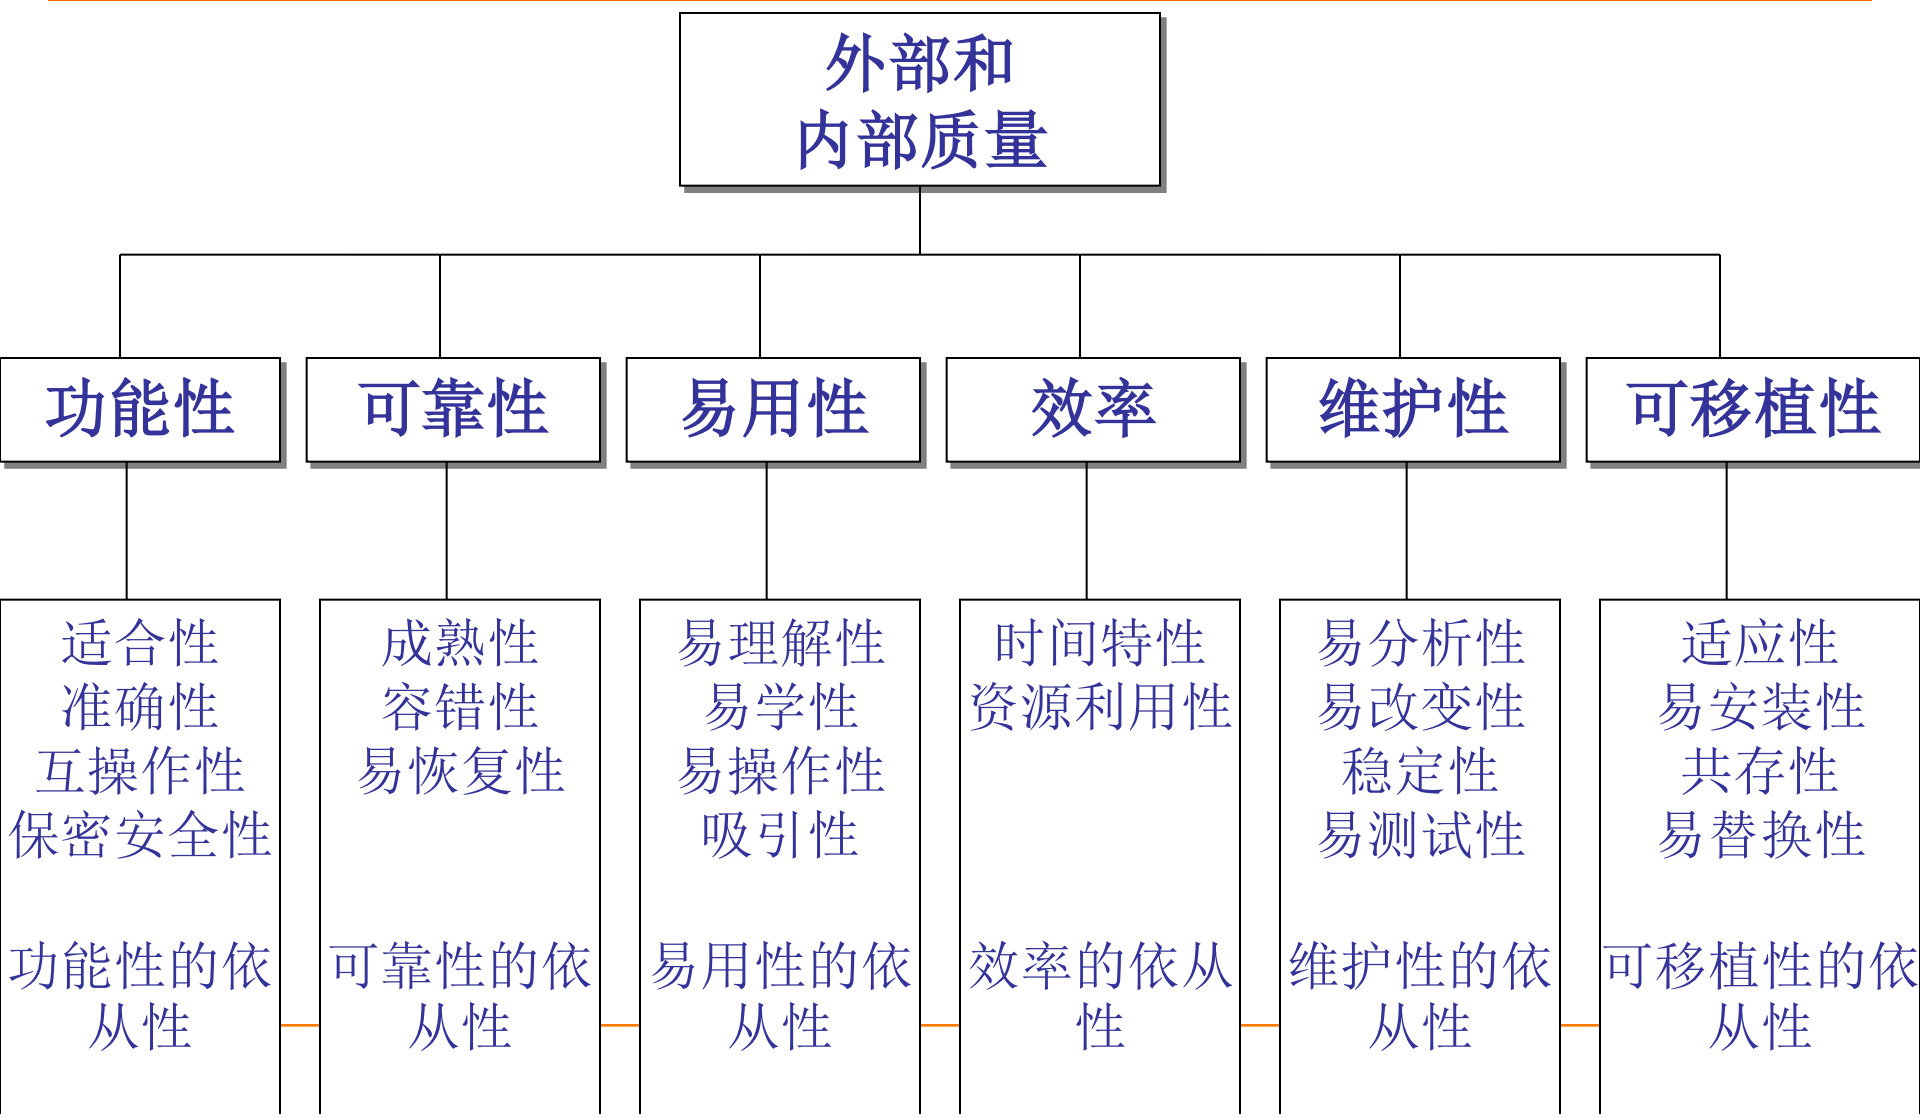 外部和
内部质量
功能性
可靠性
易用性
效率
维护性
可移植性
适合性
准确性
互操作性
保密安全性
功能性的依
从性
成熟性
容错性
易恢复性
可靠性的依
从性
易理解性
易学性
易操作性
吸引性
易用性的依
从性
时间特性
资源利用性
效率的依从
性
易分析性
易改变性
稳定性
易测试性
维护性的依
从性
适应性
易安装性
共存性
易替换性
可移植性的依
从性